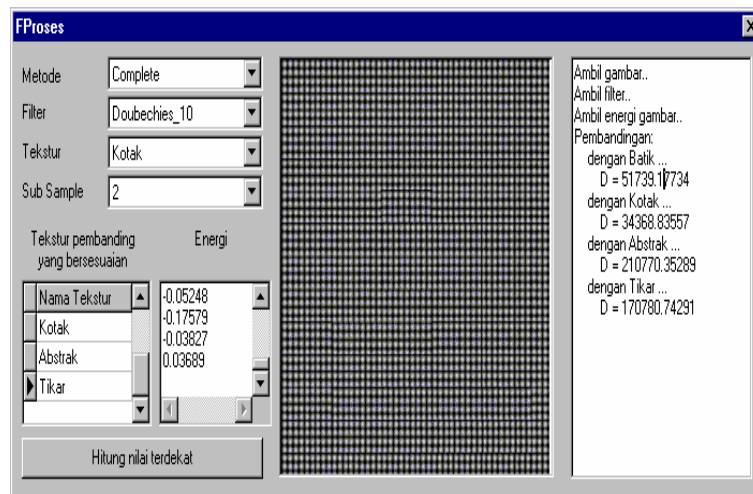 FProses
Metode
Complete
Filter
Doubechies_10
Tekstur
Kotak
Sub Sample
2
Tekstur pembanding
yang bersesuaian
Energi
Nama Tekstur
Kotak
Abstrak
Tikar
-0.05248
-0.17579
-0.03827
0.03689
Hitung nilai terdekat
Ambil gambar..
Ambil filter..
Ambil energi gambar..
Pembandingan:
dengan Batik ...
D = 51739.17734
dengan Kotak ...
D = 34368.83557
dengan Abstrak ...
D = 210770.35289
dengan Tikar ...
D = 170780.74291